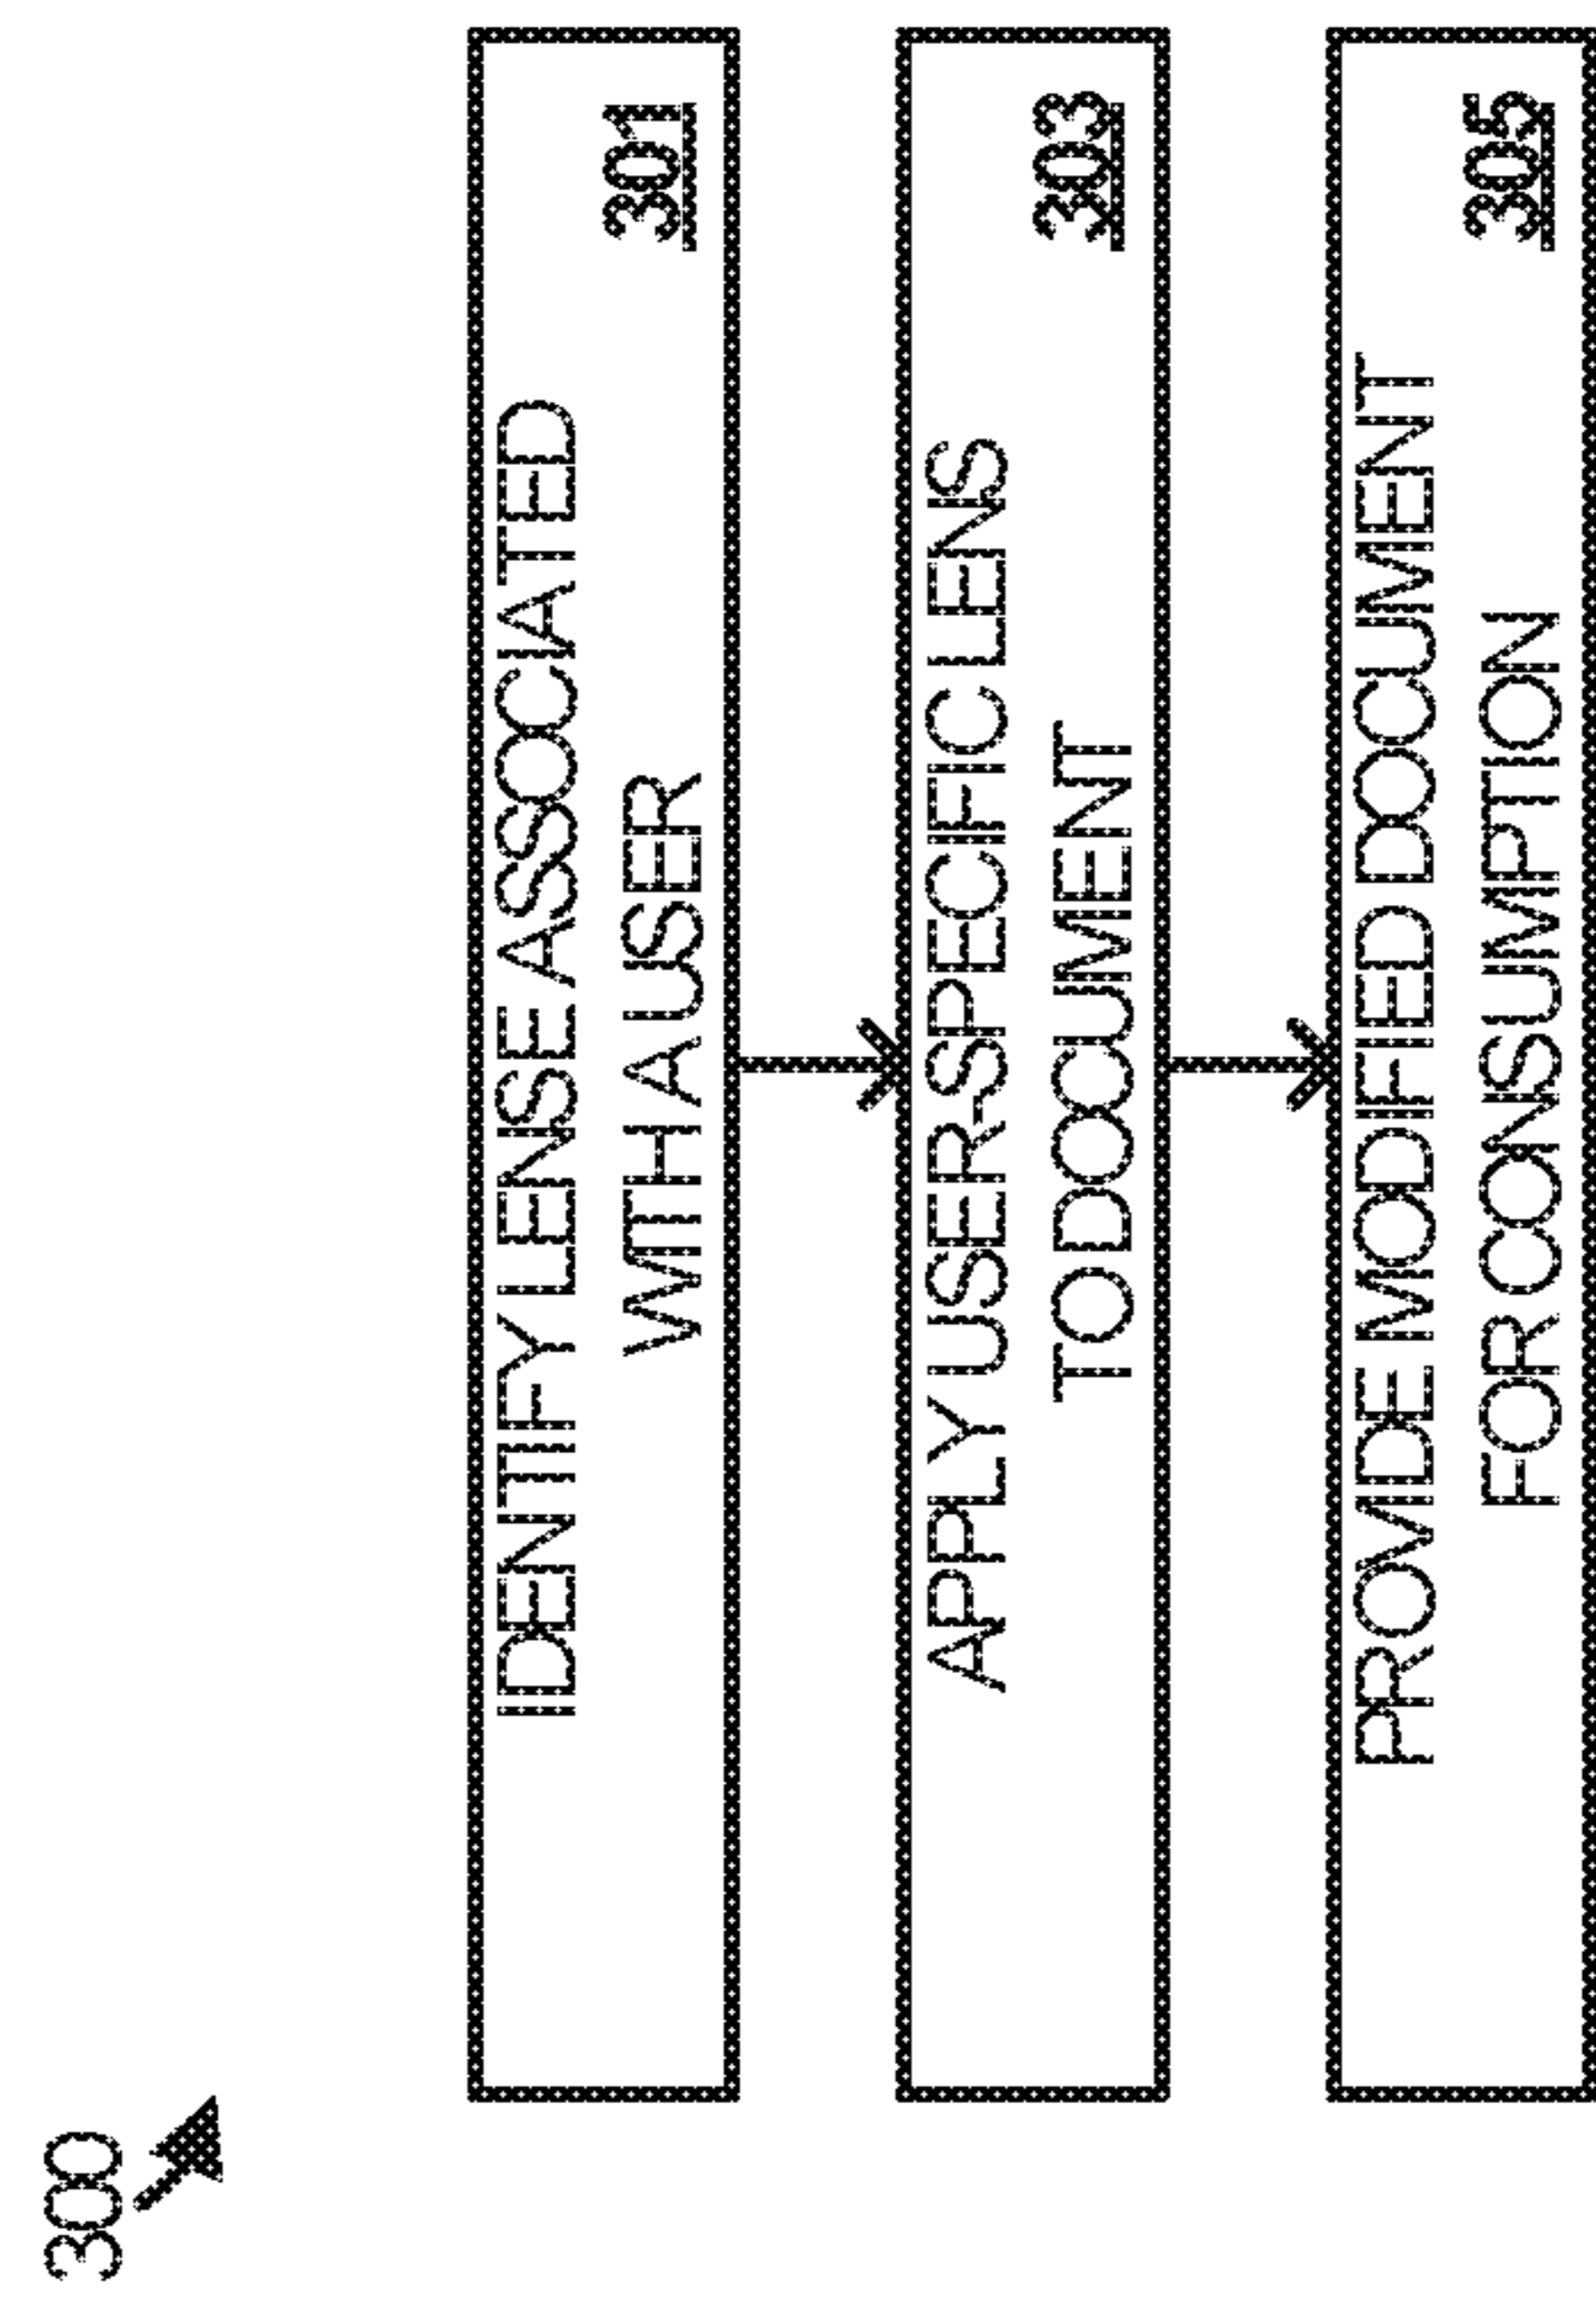 300
IDENTIFY LENSE ASSOCIATED
WITH A USER
301
APPLY USER-SPECIFIC LENS
TO DOCUMENT
303
PROVIDE MODIFIED DOCUMENT
FOR CONSUMPTION
305